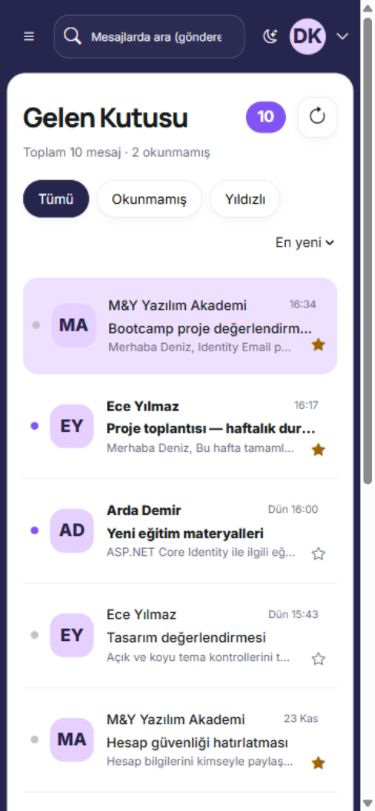 Mesajlarda ara (göndere
DK
Gelen Kutusu
10
Toplam 10 mesaj · 2 okunmamış
Tümü
Okunmamış
Yıldızlı
En yeni
MA
M&Y Yazılım Akademi
16:34
Bootcamp proje değerlendirm...
Merhaba Deniz, Identity Email p...
EY
Ece Yılmaz
16:17
Proje toplantısı — haftalık dur...
Merhaba Deniz, Bu hafta tamaml...
AD
Arda Demir
Dün 16:00
Yeni eğitim materyalleri
ASP.NET Core Identity ile ilgili eğ...
EY
Ece Yılmaz
Dün 15:43
Tasarım değerlendirmesi
Açık ve koyu tema kontrollerini t...
MA
M&Y Yazılım Akademi
23 Kas
Hesap güvenliği hatırlatması
Hesap bilgilerini kimseyle paylaş...